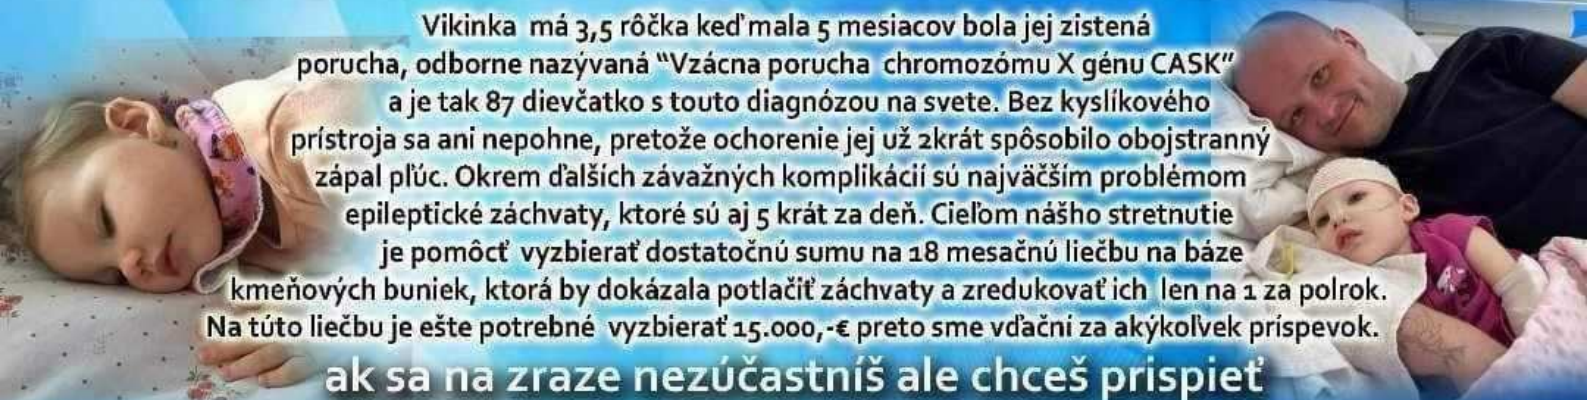 Vikinka má 3,5 rôčka keď mala 5 mesiacov bola jej zistená
porucha, odborne nazývaná “Vzácna porucha chromozómu X génu CASK”
a je tak 87 dievčatko s touto diagnózou na svete. Bez kyslíkového
prístroja sa ani nepohne, pretože ochorenie jej už 2krát spôsobilo obojstranný
zápal pľúc. Okrem ďalších závažných komplikácií sú najväčším problémom
epileptické záchvaty, ktoré sú aj 5 krát za deň. Cieľom nášho stretnutie
je pomôcť vyzbierať dostatočnú sumu na 18 mesačnú liečbu na báze
kmeňových buniek, ktorá by dokázala potlačiť záchvaty a zredukovať ich len na 1 za polrok.
Na túto liečbu je ešte potrebné vyzbierať 15.000,-€ preto sme vďační za akýkoľvek príspevok.
ak sa na zraze nezúčastníš ale chceš prispieť